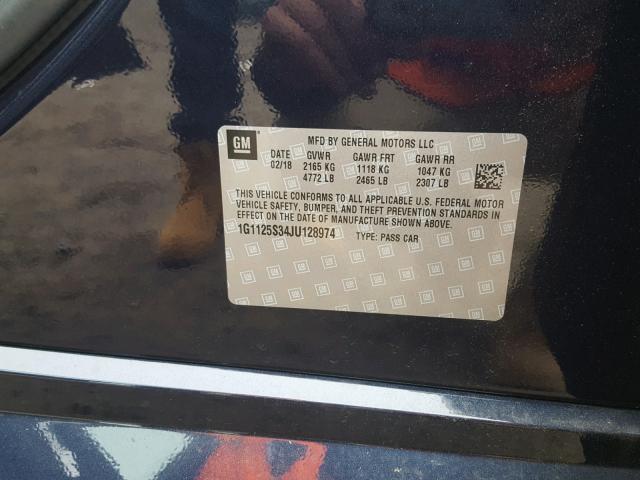 GM MFD BY GENERAL MOTORS LLC
DATE GVWR GAWR FRT GAWR RR
02/18 2165 KG 1118 KG 1047 KG
4772 LB 2465 LB 2307 LB
THIS VEHICLE CONFORMS TO ALL APPLICABLE U.S. FEDERAL MOTOR
VEHICLE SAFETY, BUMPER, AND THEFT PREVENTION STANDARDS IN
EFFECT ON THE DATE OF MANUFACTURE SHOWN ABOVE.
1G1125S34JU128974 TYPE: PASS CAR